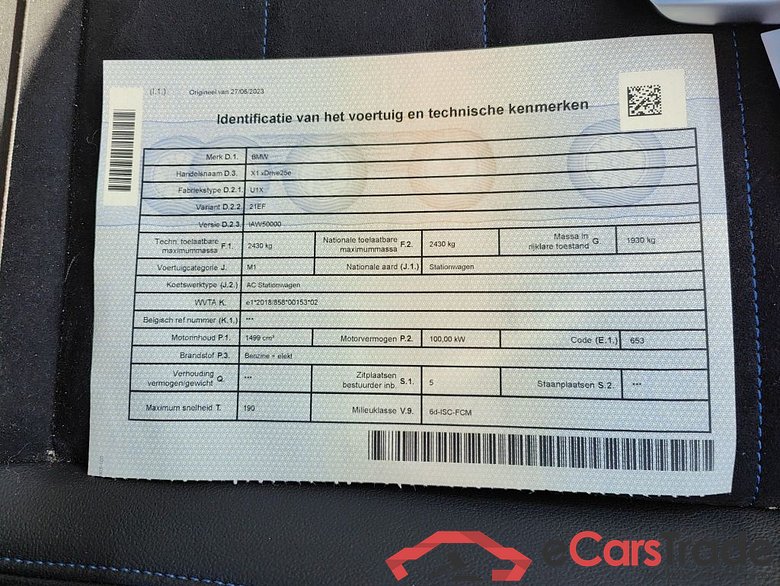 (I.1.) Origineel van 27/06/2023
Identificatie van het voertuig en technische kenmerken
Merk D.1. BMW
Handelsnaam D.3. X1 xDrive25e
Fabriekstype D.2.1. U1X
Variant D.2.2. 21EF
Versie D.2.3. IAW50000
Techn. toelaatbare maximummassa F.1. 2430 kg Nationale toelaatbare maximummassa F.2. 2430 kg Massa in rijklare toestand G. 1930 kg
Voertuigcategorie J. M1 Nationale aard (J.1.) Stationwagen
Koetswerktype (J.2.) AC Stationwagen
WVTA K. e1*2018/858*00153*02
Belgisch ref nummer (K.1.) ---
Motorinhoud P.1. 1499 cm³ Motorvermogen P.2. 100,00 kW Code (E.1.) 653
Brandstof P.3. Benzine + elekt
Verhouding vermogen/gewicht Q. --- Zitplaatsen bestuurder inb. S.1. 5 Staanplaatsen S.2. ---
Maximum snelheid T. 190 Milieuklasse V.9. 6d-ISC-FCM
eCarsTrade